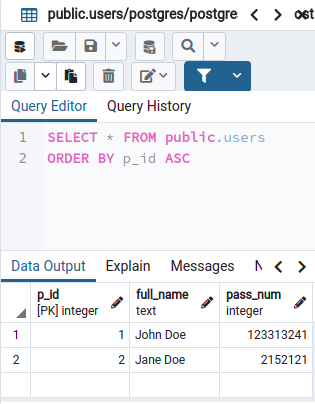 public.users/postgres/postgre
Query Editor Query History
1 SELECT * FROM public.users
2 ORDER BY p_id ASC
Data Output Explain Messages
p_id full_name pass_num
[PK] integer text integer
1 1 John Doe 123313241
2 2 Jane Doe 2152121